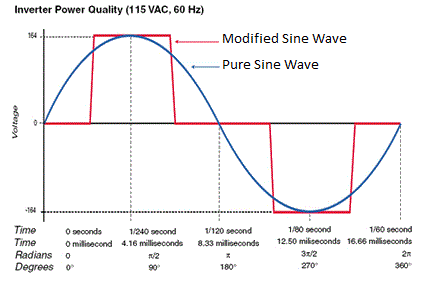 Inverter Power Quality (115 VAC, 60 Hz)
164
Modified Sine Wave
Pure Sine Wave
Voltage
0
-164
Time 0 seconds 1/240 second 1/120 second 1/80 second 1/60 second
Time 0 millisecond 4.16 milliseconds 8.33 milliseconds 12.50 milliseconds 16.66 milliseconds
Radians 0 π/2 π 3π/2 2π
Degrees 0° 90° 180° 270° 360°